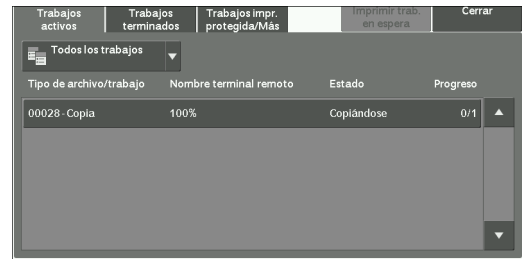 Trabajos activos
Trabajos terminados
Trabajos impr. protegida/Más
Imprimir trab. en espera
Cerrar
Todos los trabajos
Tipo de archivo/trabajo Nombre terminal remoto Estado Progreso
00028-Copia 100% Copiándose 0/1